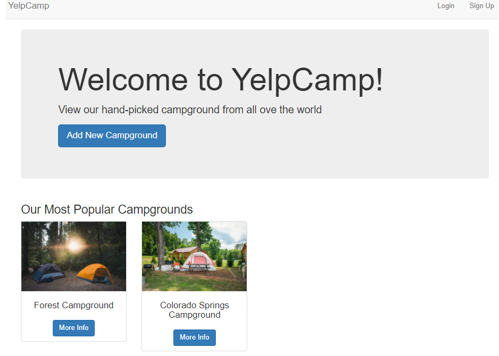 YelpCamp
Login
Sign Up
Welcome to YelpCamp!
View our hand-picked campground from all ove the world
Add New Campground
Our Most Popular Campgrounds
Forest Campground
More Info
Colorado Springs
Campground
More Info